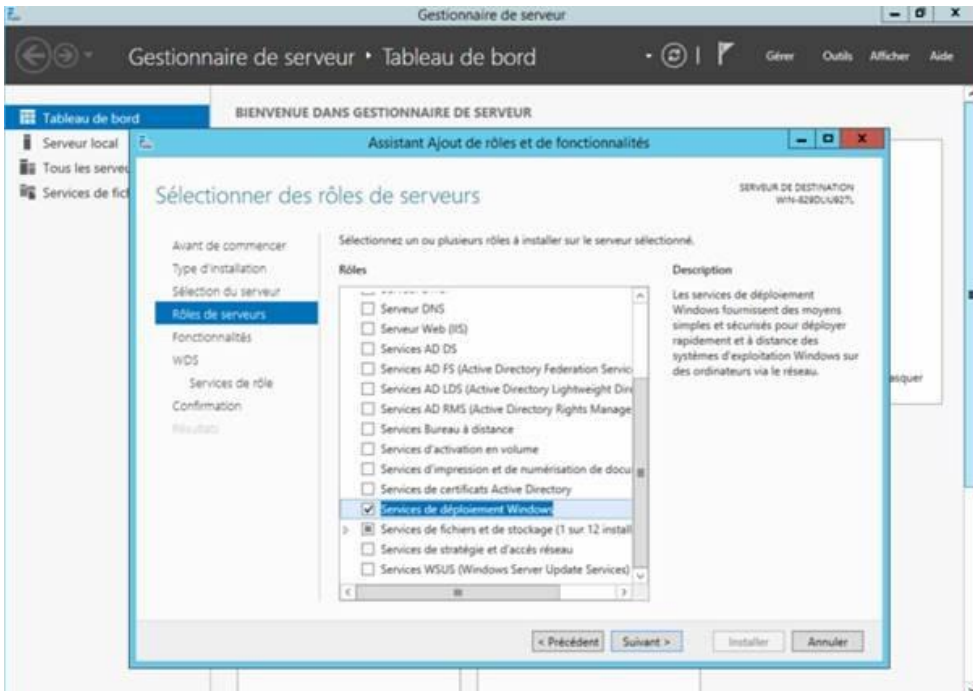 Gestionnaire de serveur
Gestionnaire de serveur • Tableau de bord
Gérer Outils Afficher Aide
Tableau de bord
Serveur local
Tous les serveu
Services de fich
BIENVENUE DANS GESTIONNAIRE DE SERVEUR
Assistant Ajout de rôles et de fonctionnalités
Sélectionner des rôles de serveurs
SERVEUR DE DESTINATION
Avant de commencer
Type d'installation
Sélection du serveur
Rôles de serveurs
Fonctionnalités
WDS
Services de rôle
Confirmation
Résultats
Sélectionnez un ou plusieurs rôles à installer sur le serveur sélectionné.
Rôles
Serveur DNS
Serveur Web (IIS)
Services AD DS
Services AD FS (Active Directory Federation Servic
Services AD LDS (Active Directory Lightweight Dire
Services AD RMS (Active Directory Rights Manage
Services Bureau à distance
Services d'activation en volume
Services d'impression et de numérisation de docu
Services de certificats Active Directory
Services de déploiement Windows
Services de fichiers et de stockage (1 sur 12 install
Services de stratégie et d'accès réseau
Services WSUS (Windows Server Update Services)
Description
Les services de déploiement
Windows fournissent des moyens
simples et sécurisés pour déployer
rapidement et à distance des
systèmes d'exploitation Windows sur
des ordinateurs via le réseau.
asquer
< Précédent
Suivant >
Installer
Annuler